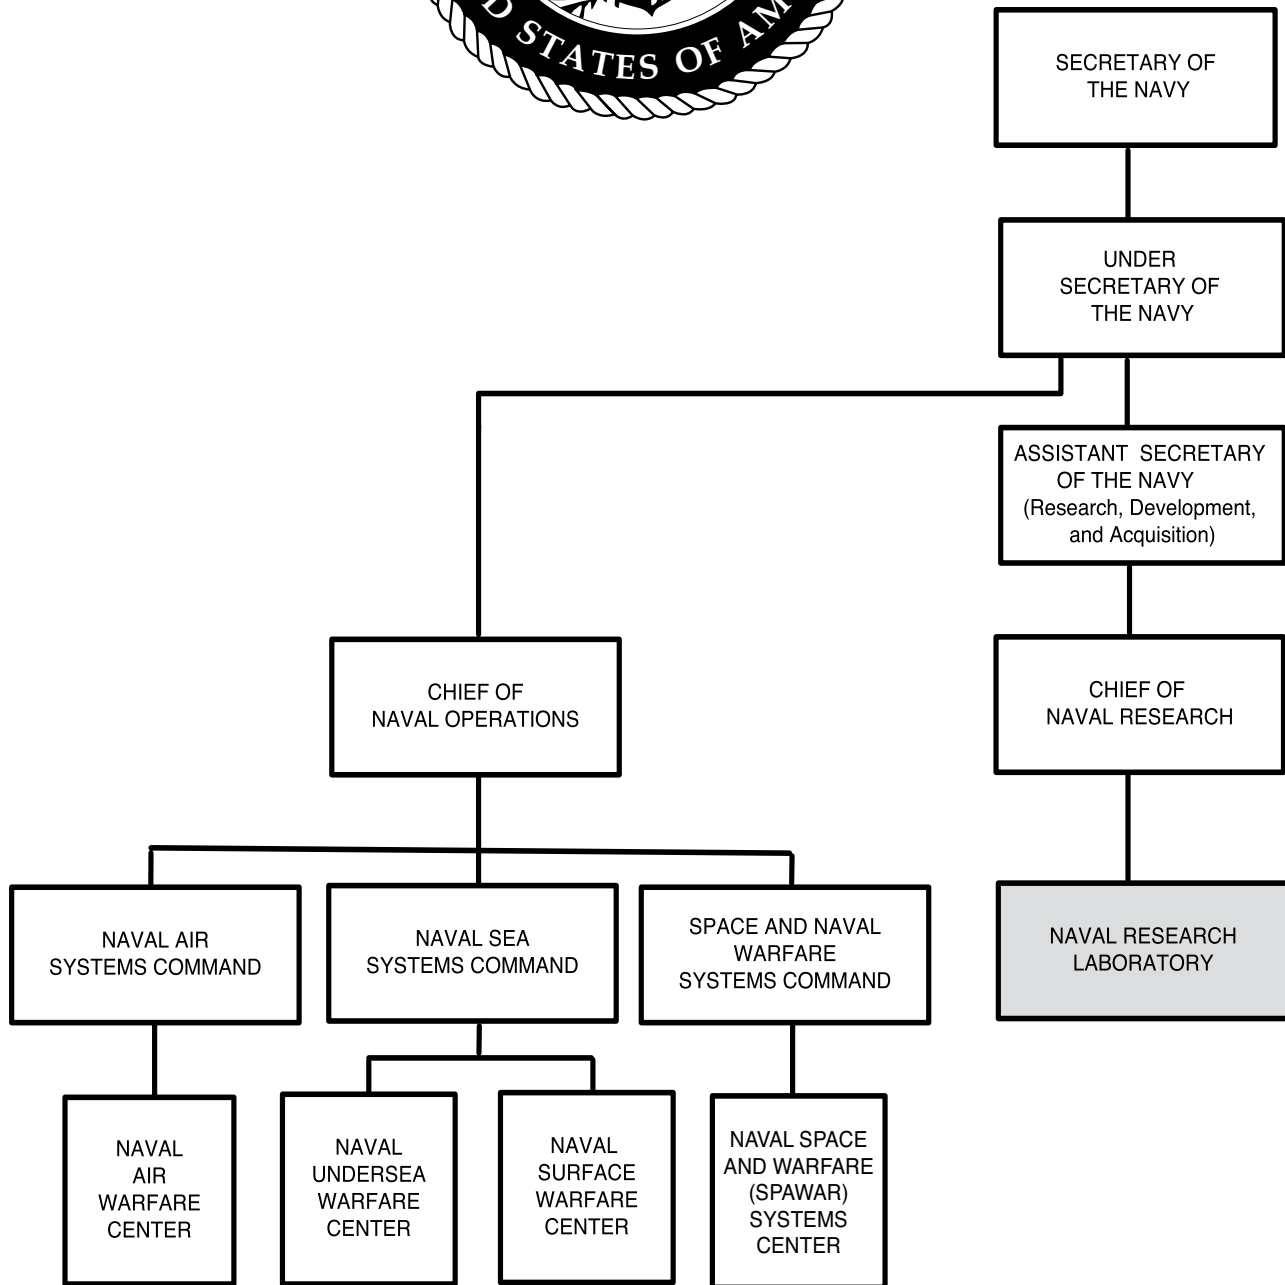 D STATES OF AM
SECRETARY OF
THE NAVY
UNDER
SECRETARY OF
THE NAVY
ASSISTANT SECRETARY
OF THE NAVY
(Research, Development,
and Acquisition)
CHIEF OF
NAVAL OPERATIONS
CHIEF OF
NAVAL RESEARCH
NAVAL AIR
SYSTEMS COMMAND
NAVAL SEA
SYSTEMS COMMAND
SPACE AND NAVAL
WARFARE
SYSTEMS COMMAND
NAVAL RESEARCH
LABORATORY
NAVAL
AIR
WARFARE
CENTER
NAVAL
UNDERSEA
WARFARE
CENTER
NAVAL
SURFACE
WARFARE
CENTER
NAVAL SPACE
AND WARFARE
(SPAWAR)
SYSTEMS
CENTER